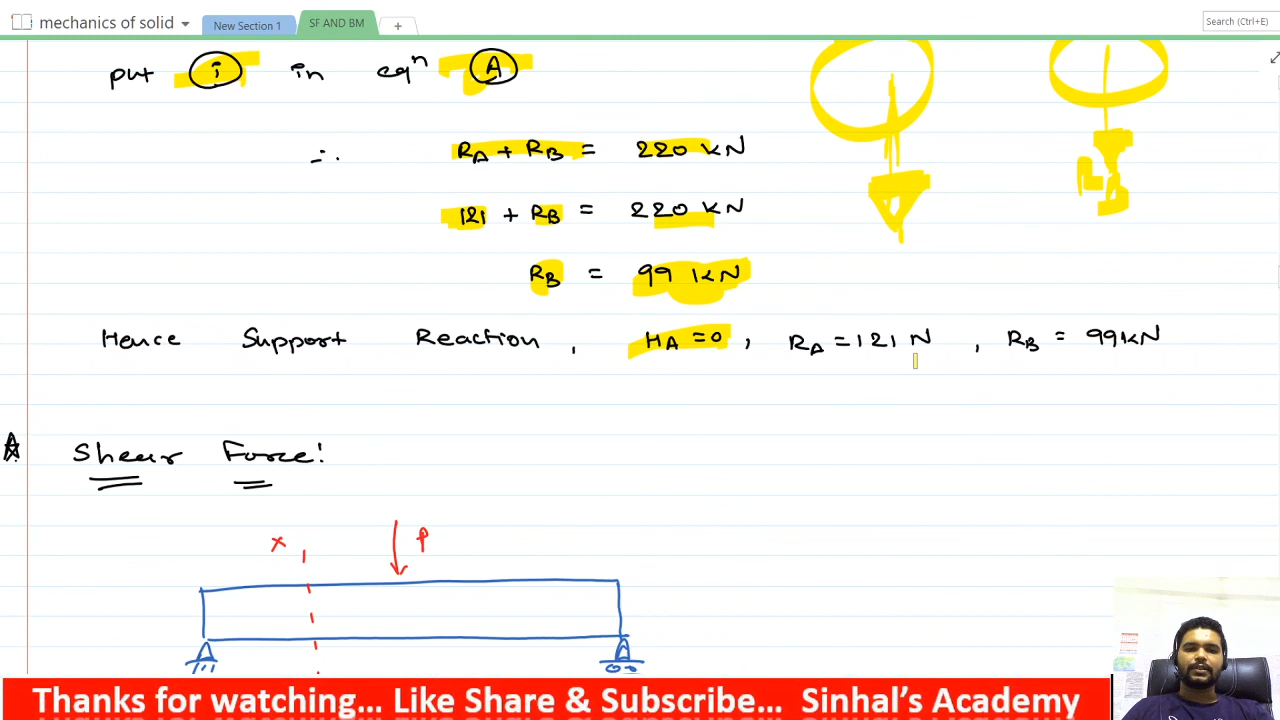 mechanics of solid
New Section 1
SF AND BM
+
Search (Ctrl+E)
put i in eqⁿ A
∴ RA + RB = 220 KN
121 + RB = 220 KN
RB = 99 KN
Hence Support Reaction, HA = 0, RA = 121 N, RB = 99 KN
Shear Force:
x P
Thanks for watching... Like Share & Subscribe... Sinhal's Academy